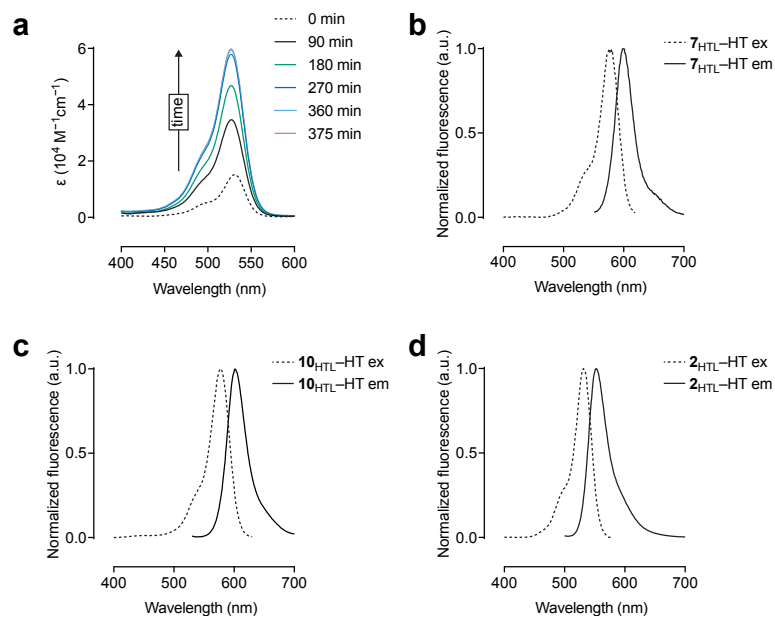 a
0 min
90 min
180 min
270 min
360 min
375 min
time
ε (10⁴ M⁻¹cm⁻¹)
6
4
2
0
400 450 500 550 600
Wavelength (nm)
b
7HTL–HT ex
7HTL–HT em
Normalized fluorescence (a.u.)
1.0
0.5
0.0
400 500 600 700
Wavelength (nm)
c
10HTL–HT ex
10HTL–HT em
Normalized fluorescence (a.u.)
1.0
0.5
0.0
400 500 600 700
Wavelength (nm)
d
2HTL–HT ex
2HTL–HT em
Normalized fluorescence (a.u.)
1.0
0.5
0.0
400 500 600 700
Wavelength (nm)